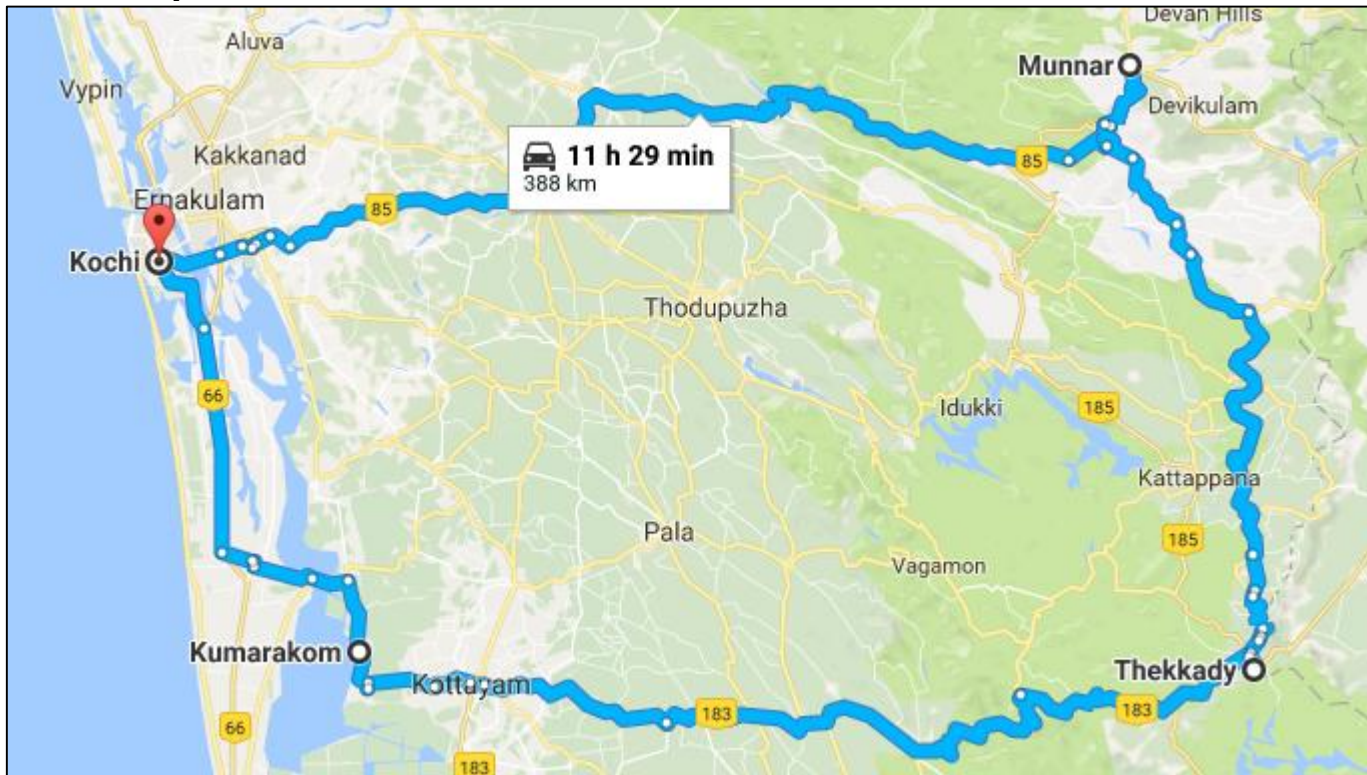 Devan Hills
Aluva
Munnar
Vypin
Devikulam
11 h 29 min
388 km
Kakkanad
85
Ernakulam
85
Kochi
Thodupuzha
66
Idukki
185
Kattappana
Pala
185
Vagamon
Kumarakom
Thekkady
Kottayam
183
183
66
183